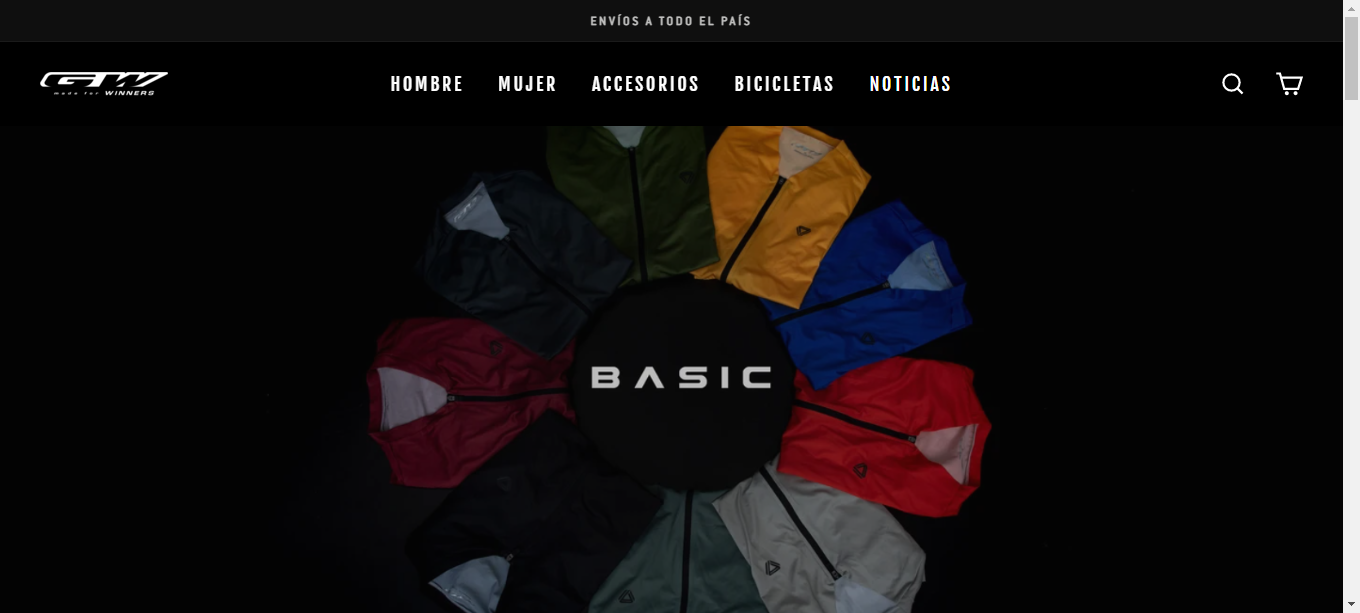 ENVÍOS A TODO EL PAÍS
GW
made for WINNERS
HOMBRE MUJER ACCESORIOS BICICLETAS NOTICIAS
BASIC